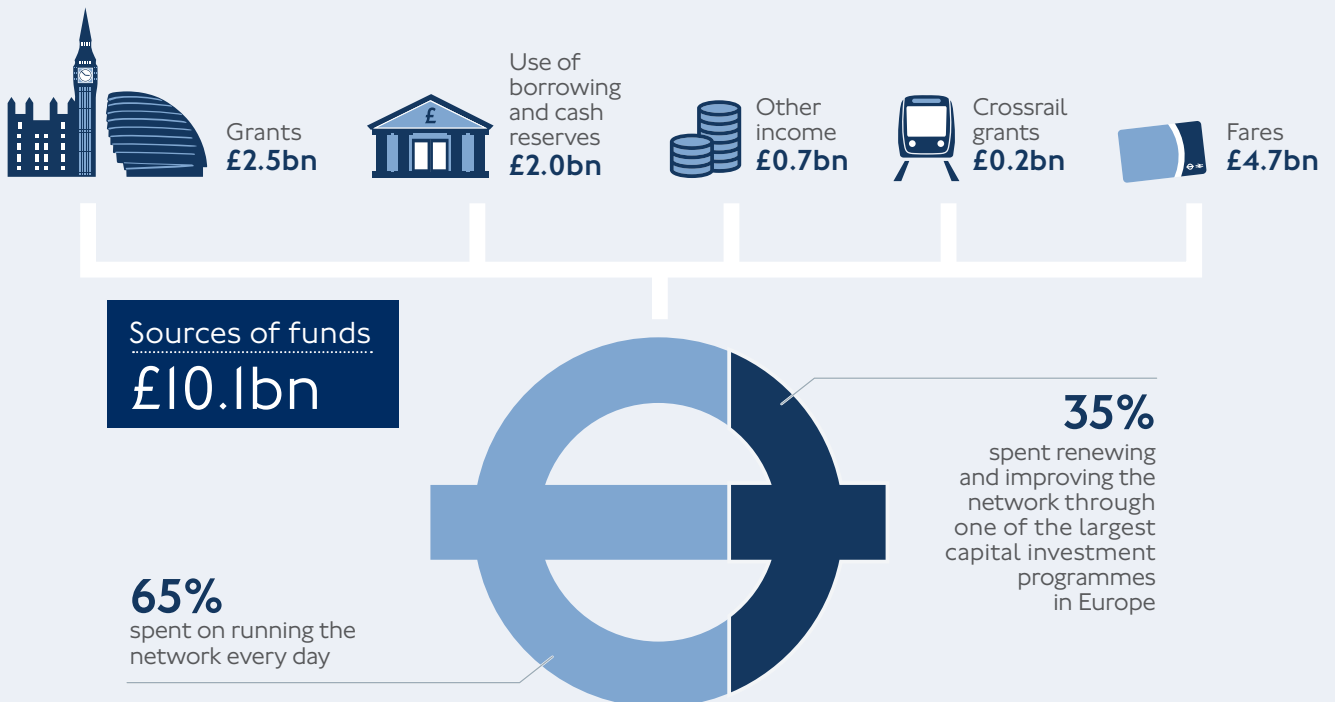 Grants
£2.5bn
Use of
borrowing
and cash
reserves
£2.0bn
Other
income
£0.7bn
Crossrail
grants
£0.2bn
Fares
£4.7bn
£
Sources of funds
£10.1bn
35%
spent renewing
and improving the
network through
one of the largest
capital investment
programmes
in Europe
65%
spent on running the
network every day